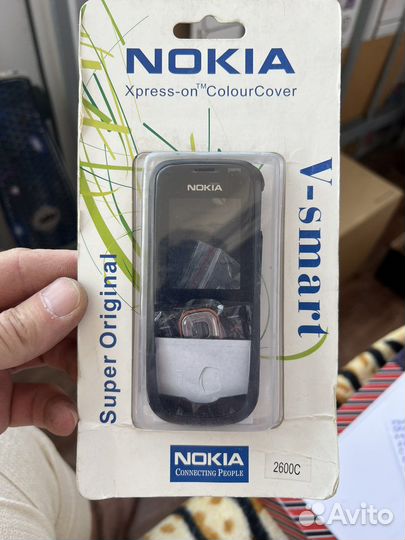 NOKIA
Xpress-on™ColourCover
NOKIA
V-smart
Super Original
NOKIA
CONNECTING PEOPLE
2600C
Avito